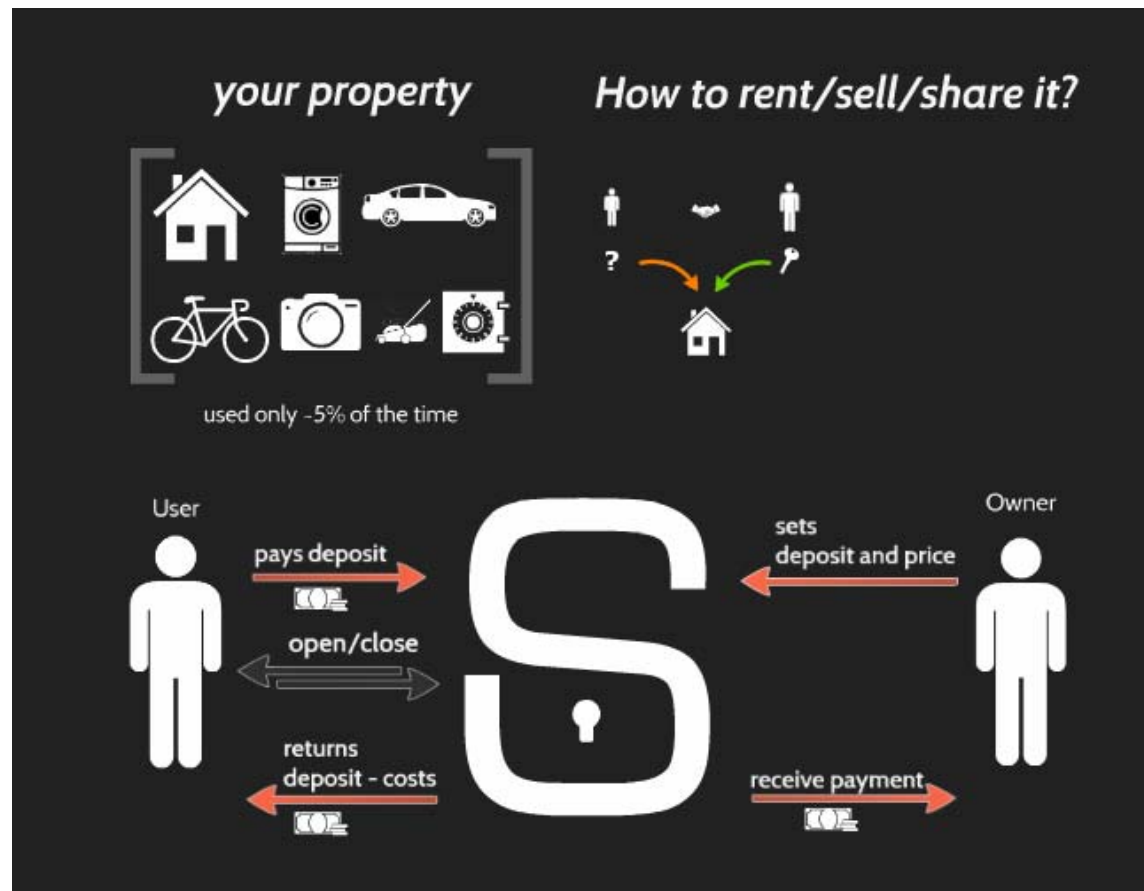 your property
How to rent/sell/share it?
?
used only ~5% of the time
User
Owner
pays deposit
sets
deposit and price
open/close
returns
deposit - costs
receive payment
S